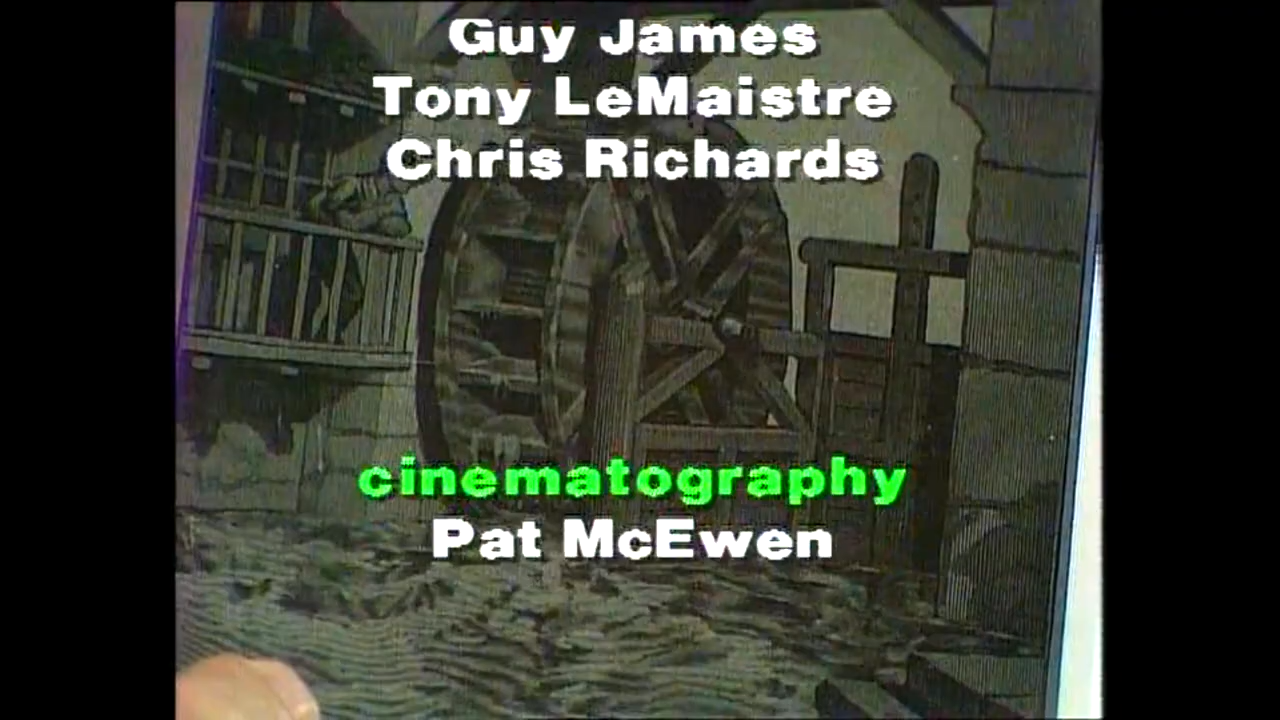 Guy James
Tony LeMaistre
Chris Richards
cinematography
Pat McEwen